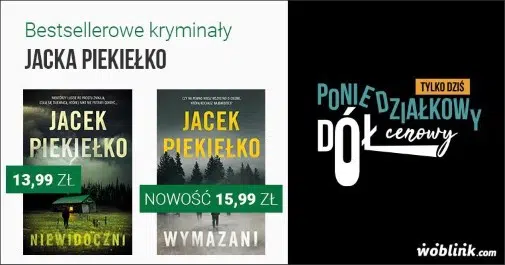 Bestsellerowe kryminały
JACKA PIEKIEŁKO
JACEK
PIEKIEŁKO
13,99 ZŁ
NIEWIDOCZNI
JACEK
PIEKIEŁKO
NOWOŚĆ 15,99 ZŁ
WYMAZANI
TYLKO DZIŚ
PONIEDZIAŁKOWY
DÓŁ cenowy
woblink.com